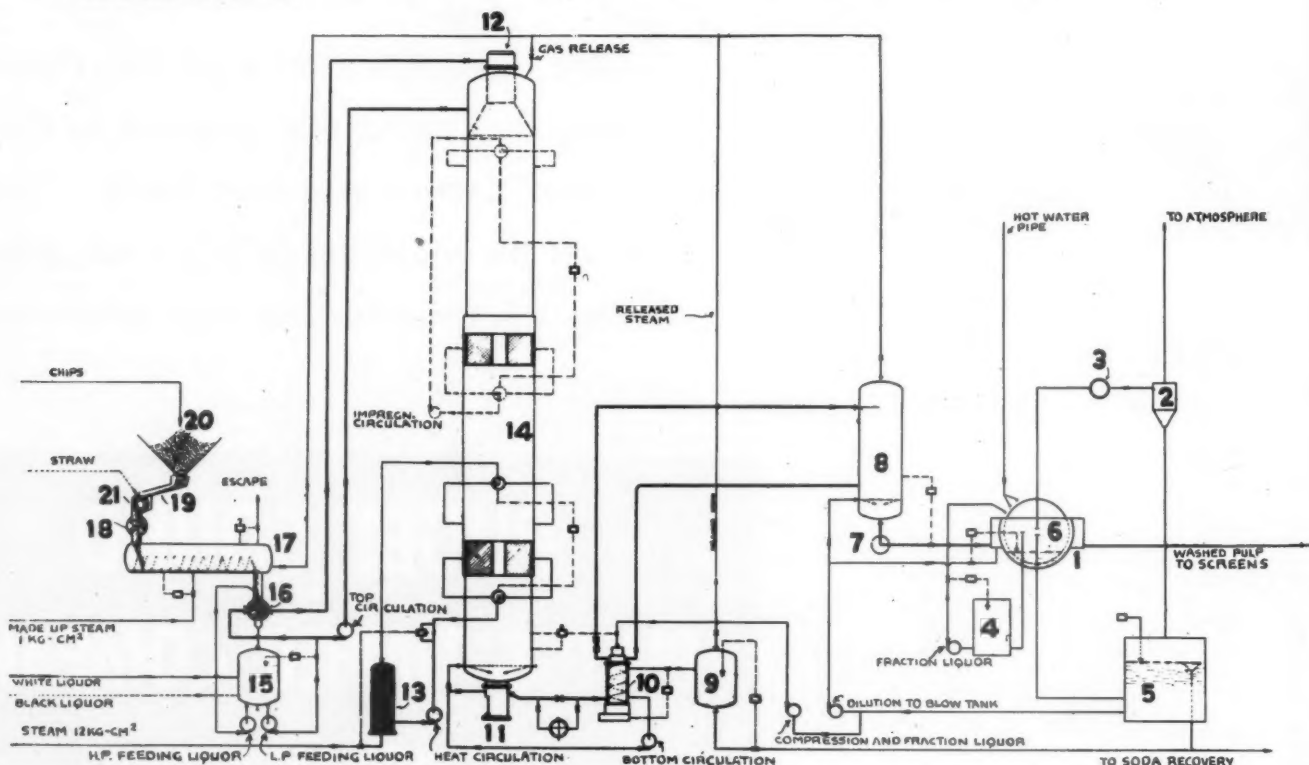 12
GAS RELEASE
HOT WATER
PIPE
TO ATMOSPHERE
RELEASED
STEAM
3
2
CHIPS
20
IMPREGN.
CIRCULATION
14
STRAW
ESCAPE
21
19
8
18
17
7
6
1
WASHED PULP
TO SCREENS
16
TOP
CIRCULATION
MADE UP STEAM
1 KG-CM²
4
FRACTION LIQUOR
WHITE LIQUOR
15
BLACK LIQUOR
13
10
9
5
DILUTION TO BLOW TANK
STEAM 12KG-CM²
11
COMPRESSION AND FRACTION LIQUOR
H.P. FEEDING LIQUOR
L.P FEEDING LIQUOR
HEAT CIRCULATION
BOTTOM CIRCULATION
TO SODA RECOVERY